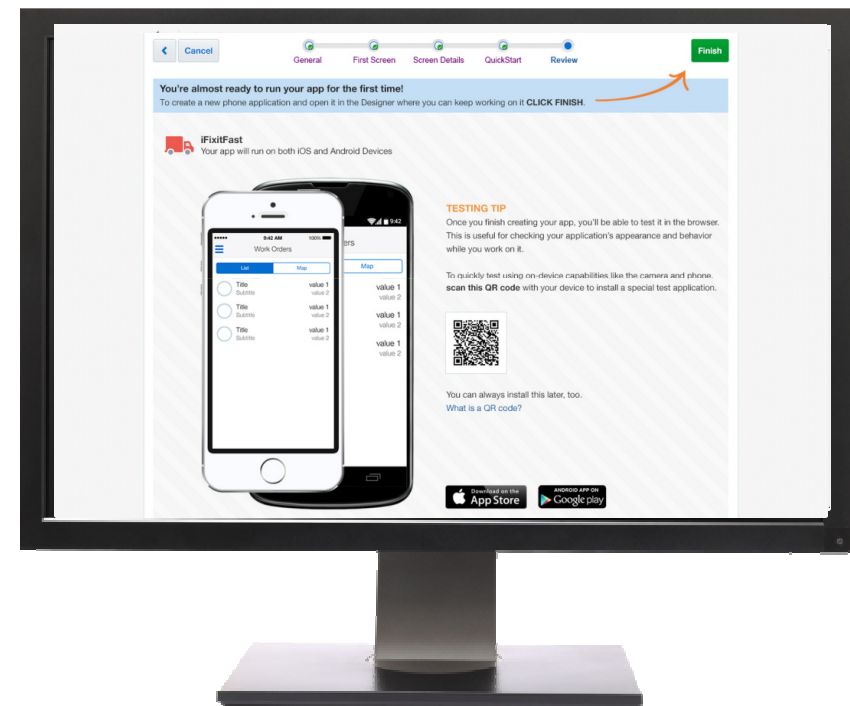 Cancel
General
First Screen
Screen Details
QuickStart
Review
Finish
You're almost ready to run your app for the first time!
To create a new phone application and open it in the Designer where you can keep working on it CLICK FINISH.
iFixitFast
Your app will run on both iOS and Android Devices
9:42
9:42 AM
100%
Work Orders
ers
List
Map
Map
Title
value 1
Subtitle
value 2
Title
value 1
Subtitle
value 2
Title
value 1
Subtitle
value 2
value 1
value 2
value 1
value 2
value 1
value 2
TESTING TIP
Once you finish creating your app, you'll be able to test it in the browser.
This is useful for checking your application's appearance and behavior
while you work on it.
To quickly test using on-device capabilities like the camera and phone,
scan this QR code with your device to install a special test application.
You can always install this later, too.
What is a QR code?
Download on the
App Store
ANDROID APP ON
Google play